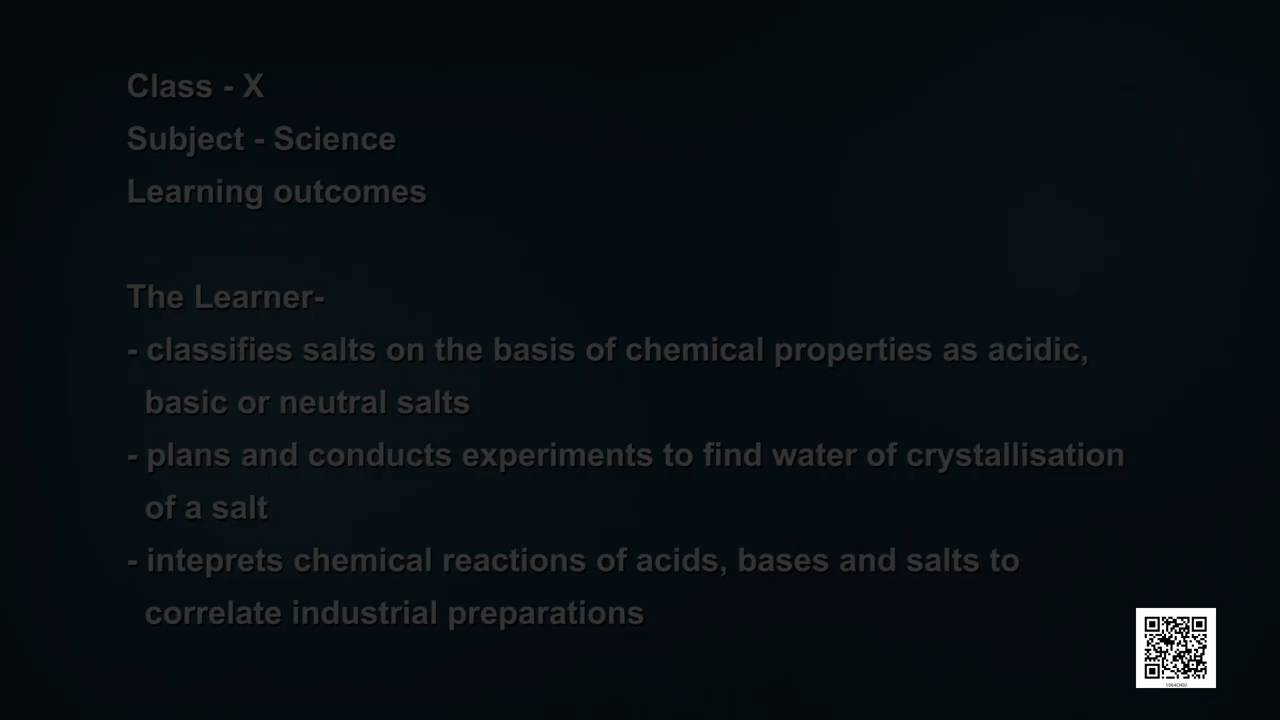 Class - X
Subject - Science
Learning outcomes
The Learner-
- classifies salts on the basis of chemical properties as acidic,
basic or neutral salts
- plans and conducts experiments to find water of crystallisation
of a salt
- inteprets chemical reactions of acids, bases and salts to
correlate industrial preparations